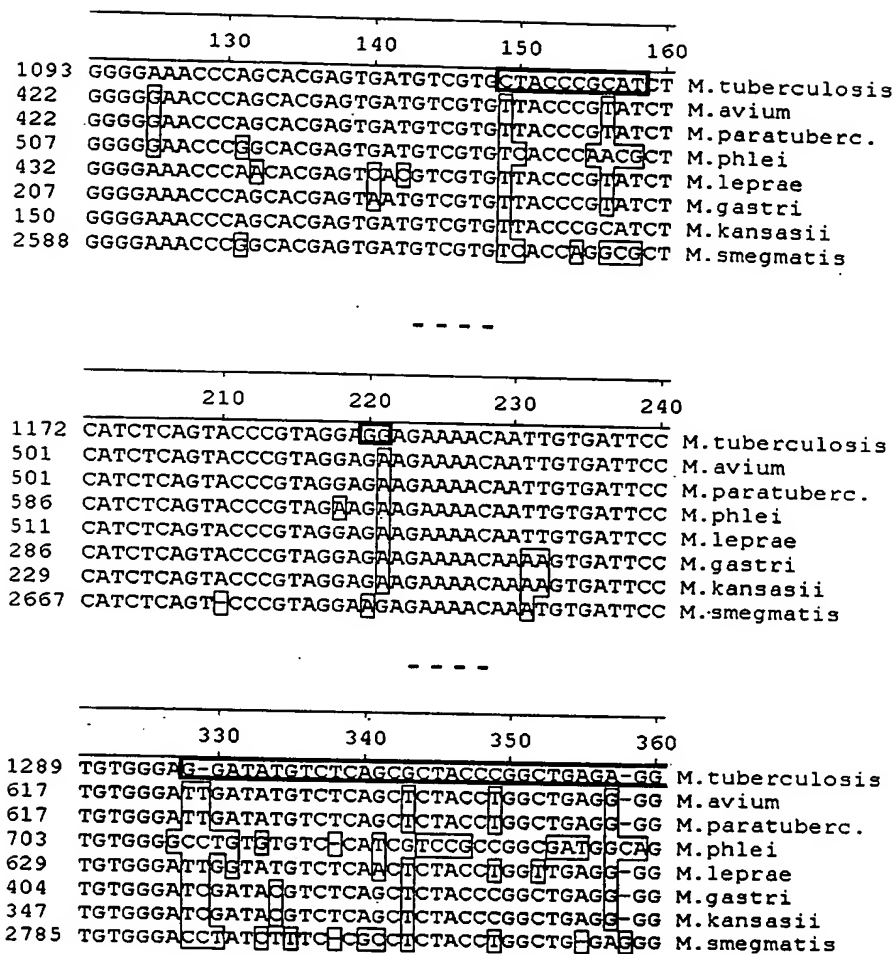 130 140 150 160
1093 GGGGAAACCCAGCACGAGTGATGTCGTGCTACCCGCATCT M.tuberculosis
422 GGGGGAACCCAGCACGAGTGATGTCGTGTTACCCGTATCT M.avium
422 GGGGGAACCCAGCACGAGTGATGTCGTGTTACCCGTATCT M.paratuberc.
507 GGGGGAACCCGGCACGAGTGATGTCGTGTCACCCAACGCT M.phlei
432 GGGGAAACCCAACACGAGTCACGTCGTGTTACCCGTATCT M.leprae
207 GGGGAAACCCAGCACGAGTAATGTCGTGTTACCCGTATCT M.gastri
150 GGGGAAACCCAGCACGAGTGATGTCGTGTTACCCGCATCT M.kansasii
2588 GGGGAAACCCGGCACGAGTGATGTCGTGTCACCAGGCGCT M.smegmatis
- - - -
210 220 230 240
1172 CATCTCAGTACCCGTAGGAGGAGAAAACAATTGTGATTCC M.tuberculosis
501 CATCTCAGTACCCGTAGGAGAAGAAAACAATTGTGATTCC M.avium
501 CATCTCAGTACCCGTAGGAGAAGAAAACAATTGTGATTCC M.paratuberc.
586 CATCTCAGTACCCGTAGAAGAAGAAAACAATTGTGATTCC M.phlei
511 CATCTCAGTACCCGTAGGAGAAGAAAACAATTGTGATTCC M.leprae
286 CATCTCAGTACCCGTAGGAGAAGAAAACAAAAGTGATTCC M.gastri
229 CATCTCAGTACCCGTAGGAGAAGAAAACAAAAGTGATTCC M.kansasii
2667 CATCTCAGT-CCCGTAGGAAGAGAAAACAAATGTGATTCC M.smegmatis
- - - -
330 340 350 360
1289 TGTGGGAG-GATATGTCTCAGCGCTACCCGGCTGAGA-GG M.tuberculosis
617 TGTGGGATTGATATGTCTCAGCTCTACCTGGCTGAGG-GG M.avium
617 TGTGGGATTGATATGTCTCAGCTCTACCTGGCTGAGG-GG M.paratuberc.
703 TGTGGGGCCTGTGTGTC-CATCGTCCGCCGGCGATGGCAG M.phlei
629 TGTGGGATTGGTATGTCTCAACTCTACCTGGTTGAGG-GG M.leprae
404 TGTGGGATCGATACGTCTCAGCTCTACCCGGCTGAGG-GG M.gastri
347 TGTGGGATCGATACGTCTCAGCTCTACCCGGCTGAGG-GG M.kansasii
2785 TGTGGGACCTATCTTTC-CGCCTCTACCTGGCTG-GAGGG M.smegmatis